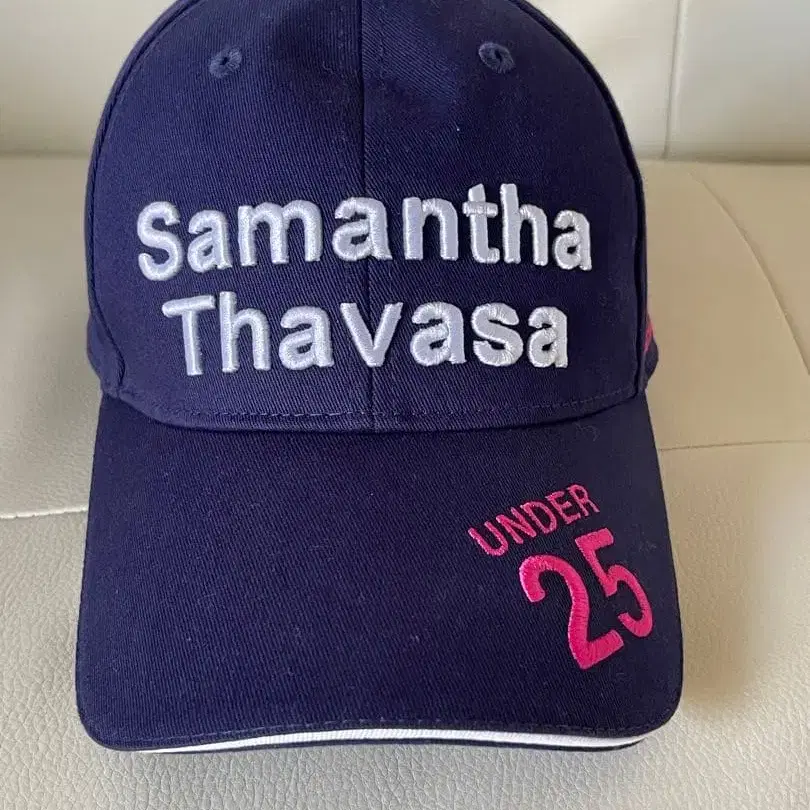 Samantha
Thavasa
UNDER
25